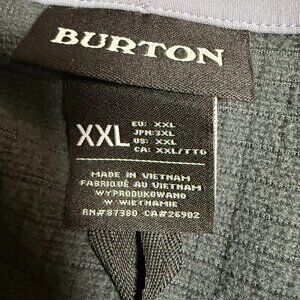 BURTON
XXL
EU: XXL
JPN: 3XL
US: XXL
CA: XXL/TTG
MADE IN VIETNAM
FABRIQUÉ AU VIETNAM
WYPRODUKOWANO
W WIETNAMIE
RN#87380 CA#26902